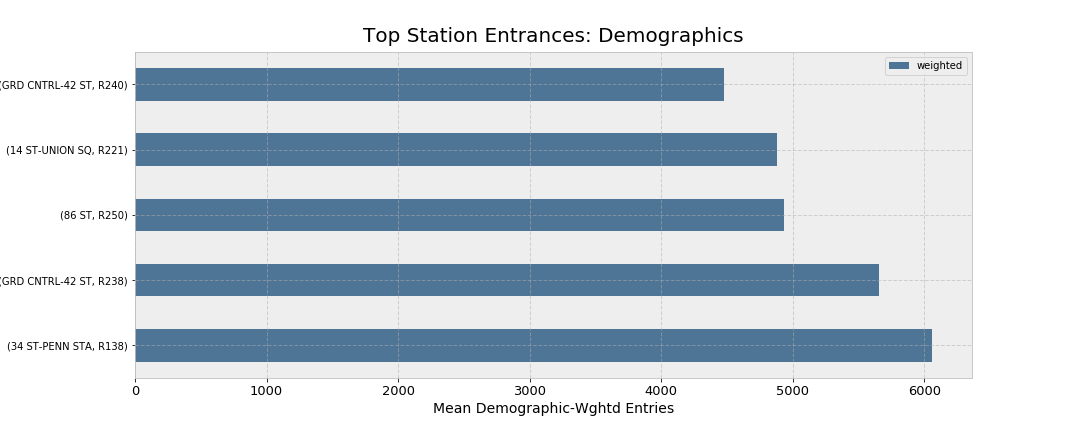 Top Station Entrances: Demographics
weighted
(GRD CNTRL-42 ST, R240)
(14 ST-UNION SQ, R221)
(86 ST, R250)
(GRD CNTRL-42 ST, R238)
(34 ST-PENN STA, R138)
0 1000 2000 3000 4000 5000 6000
Mean Demographic-Wghtd Entries